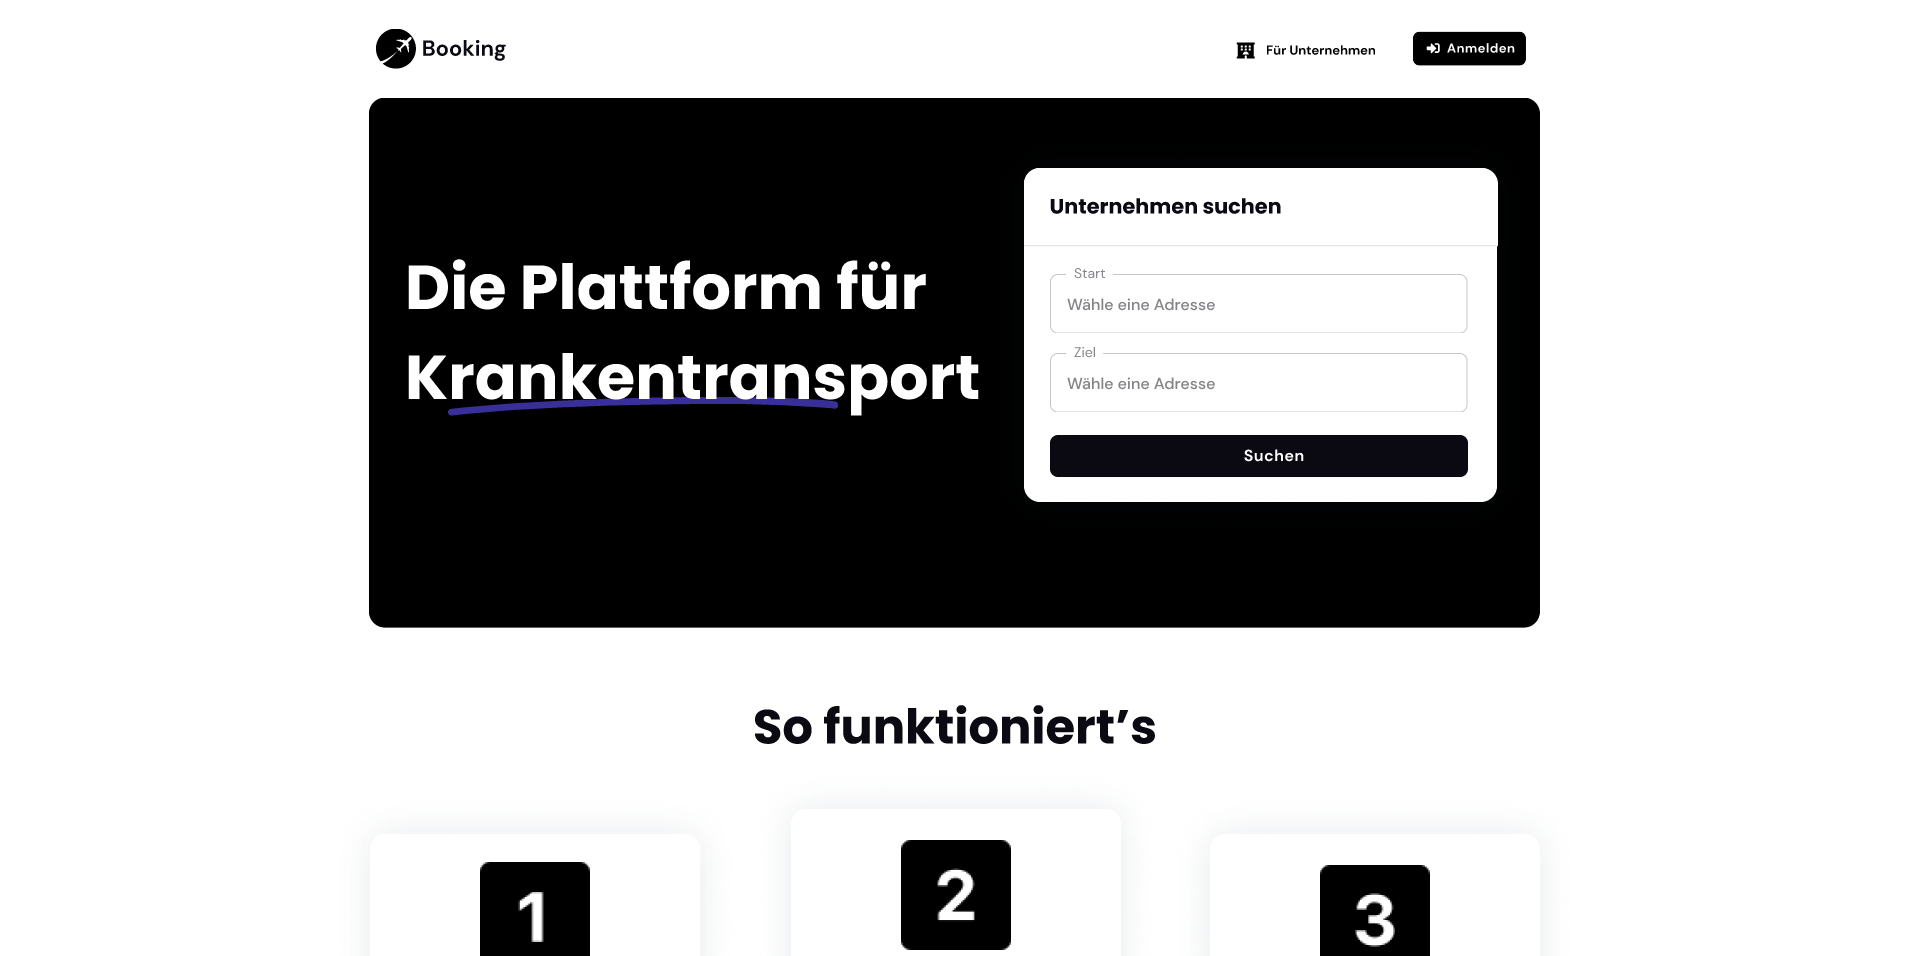 Booking
Für Unternehmen
Anmelden
Die Plattform für
Krankentransport
Unternehmen suchen
Start
Wähle eine Adresse
Ziel
Wähle eine Adresse
Suchen
So funktioniert’s
1
2
3